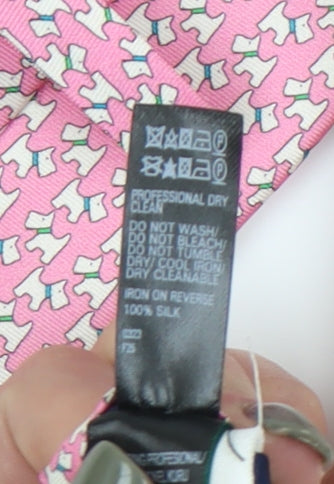 PROFESSIONAL DRY
CLEAN
DO NOT WASH/
DO NOT BLEACH/
DO NOT TUMBLE
DRY/ COOL IRON/
DRY CLEANABLE
IRON ON REVERSE
100% SILK